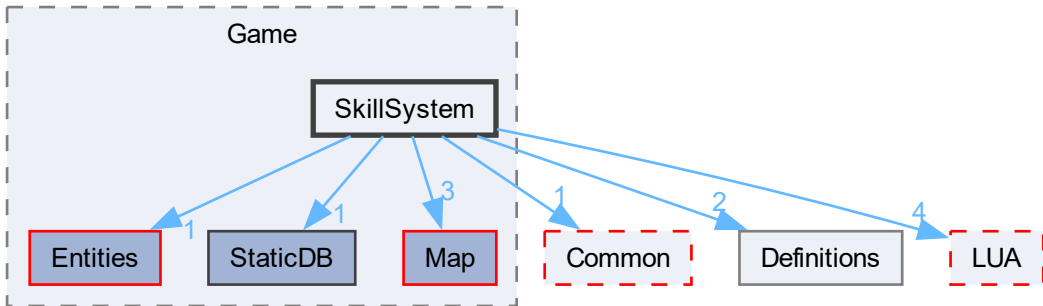 Game
SkillSystem
3
1
1
1
2
4
Entities
StaticDB
Map
Common
Definitions
LUA